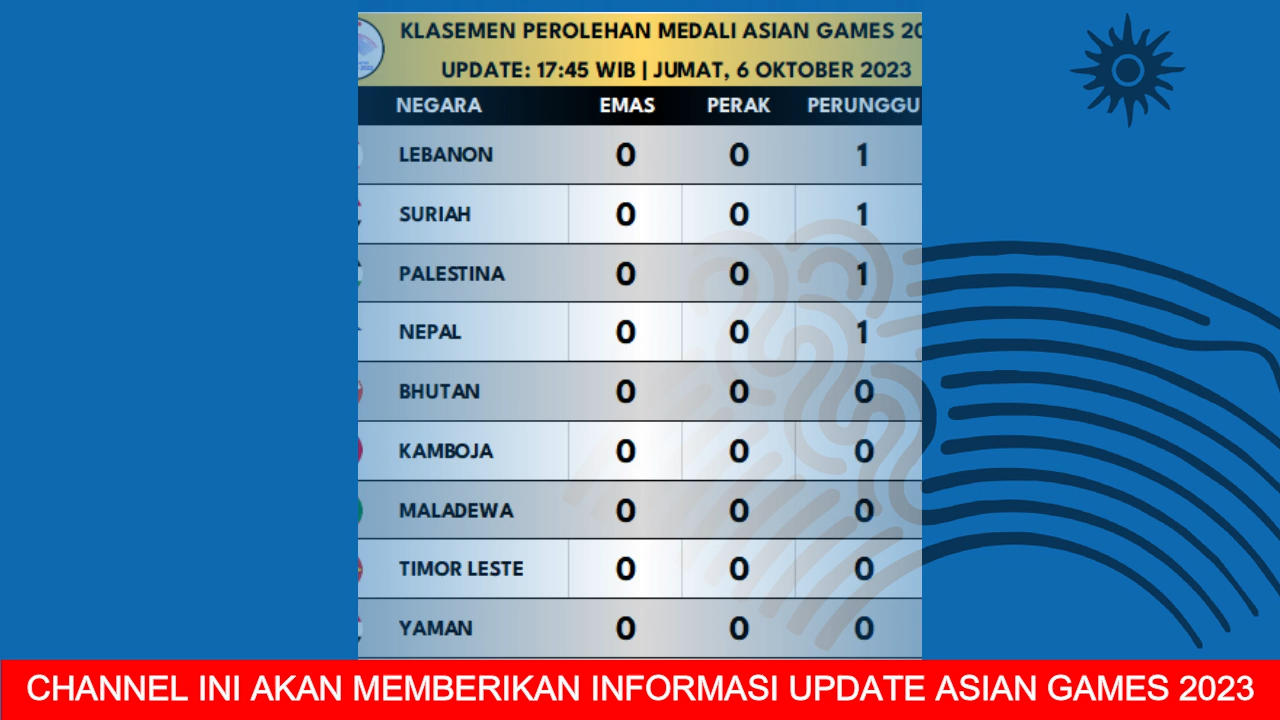 KLASEMEN PEROLEHAN MEDALI ASIAN GAMES 20
UPDATE: 17:45 WIB | JUMAT, 6 OKTOBER 2023
NEGARA EMAS PERAK PERUNGGU
LEBANON 0 0 1
SURIAH 0 0 1
PALESTINA 0 0 1
NEPAL 0 0 1
BHUTAN 0 0 0
KAMBOJA 0 0 0
MALADEWA 0 0 0
TIMOR LESTE 0 0 0
YAMAN 0 0 0
CHANNEL INI AKAN MEMBERIKAN INFORMASI UPDATE ASIAN GAMES 2023